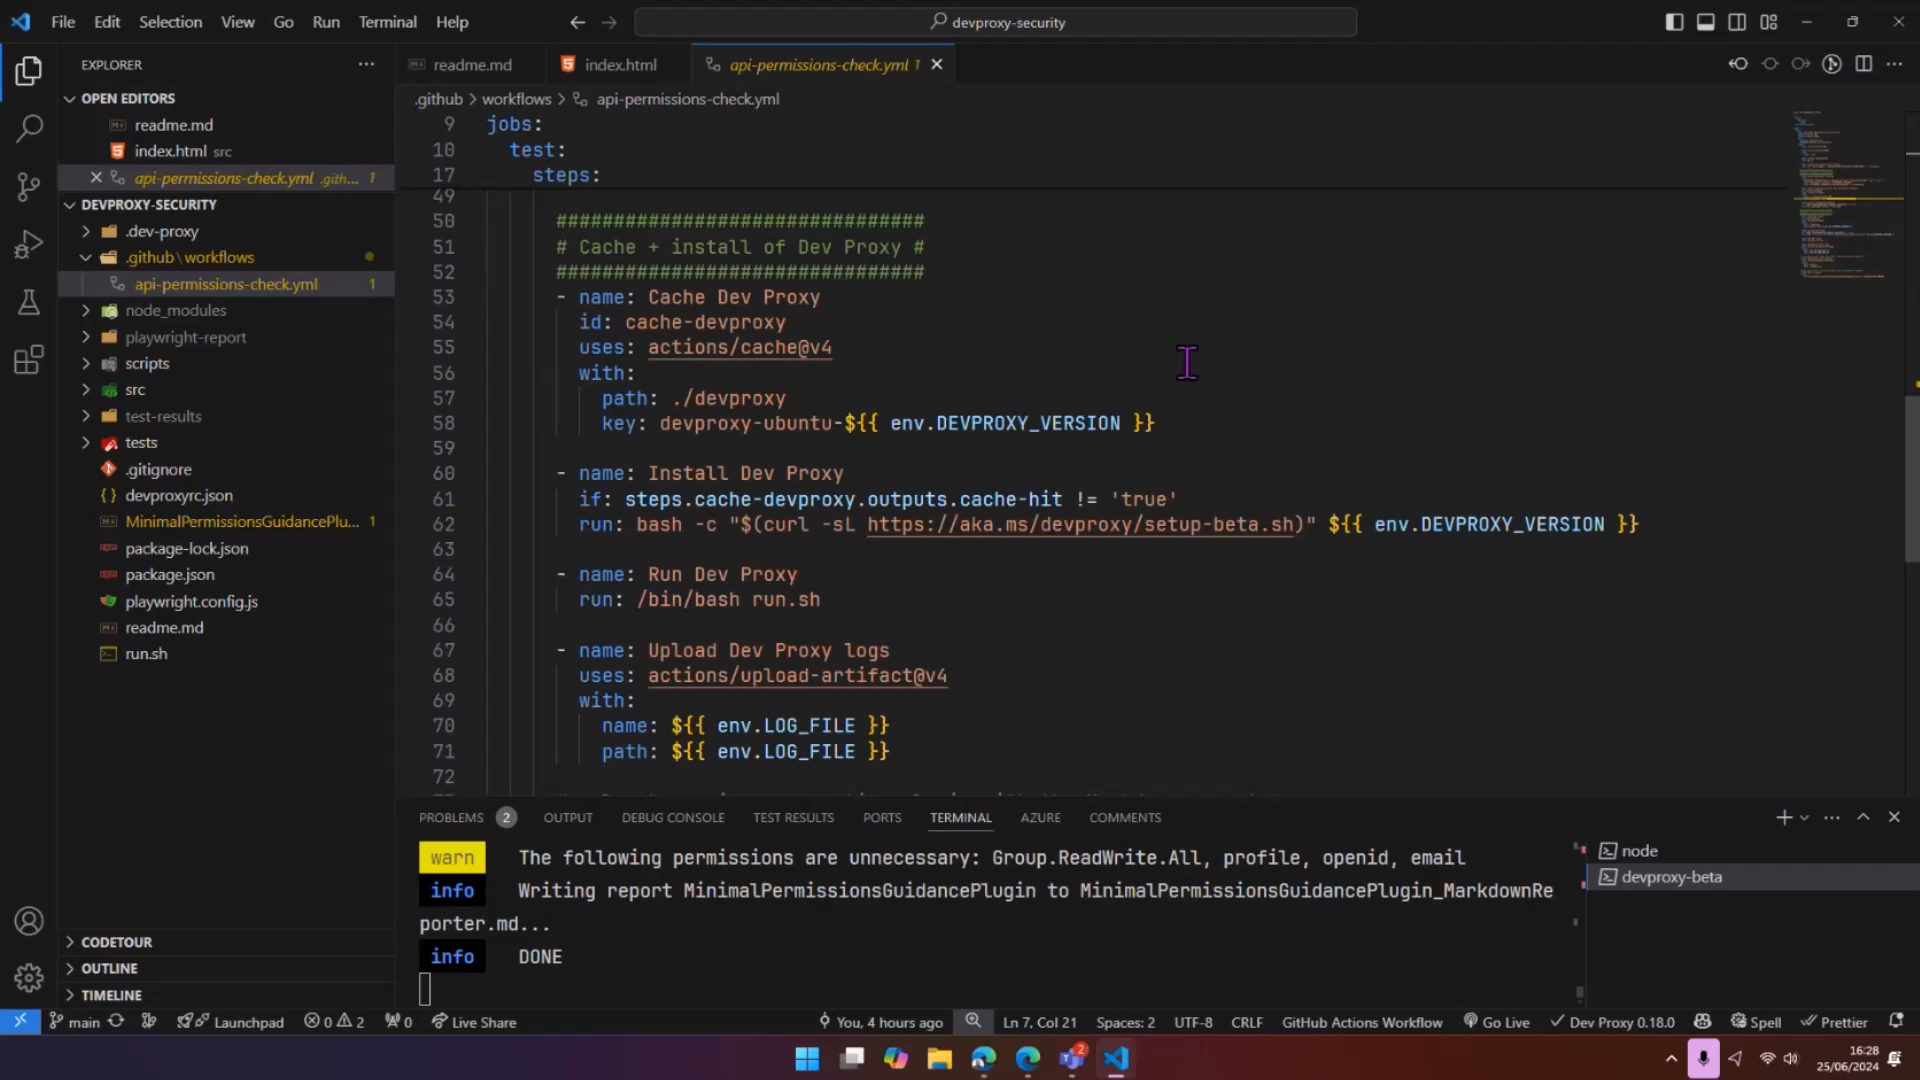 File Edit Selection View Go Run Terminal Help
devproxy-security
EXPLORER
readme.md
index.html
api-permissions-check.yml 1
OPEN EDITORS
readme.md
index.html src
api-permissions-check.yml .gith... 1
DEVPROXY-SECURITY
.dev-proxy
.github\workflows
api-permissions-check.yml 1
node_modules
playwright-report
scripts
src
test-results
tests
.gitignore
devproxyrc.json
MinimalPermissionsGuidancePlu... 1
package-lock.json
package.json
playwright.config.js
readme.md
run.sh
CODETOUR
OUTLINE
TIMELINE
.github > workflows > api-permissions-check.yml
9 jobs:
10 test:
17 steps:
49
50 ################################
51 # Cache + install of Dev Proxy #
52 ################################
53 - name: Cache Dev Proxy
54 id: cache-devproxy
55 uses: actions/cache@v4
56 with:
57 path: ./devproxy
58 key: devproxy-ubuntu-${{ env.DEVPROXY_VERSION }}
59
60 - name: Install Dev Proxy
61 if: steps.cache-devproxy.outputs.cache-hit != 'true'
62 run: bash -c "$(curl -sL https://aka.ms/devproxy/setup-beta.sh)" ${{ env.DEVPROXY_VERSION }}
63
64 - name: Run Dev Proxy
65 run: /bin/bash run.sh
66
67 - name: Upload Dev Proxy logs
68 uses: actions/upload-artifact@v4
69 with:
70 name: ${{ env.LOG_FILE }}
71 path: ${{ env.LOG_FILE }}
72
PROBLEMS 2 OUTPUT DEBUG CONSOLE TEST RESULTS PORTS TERMINAL AZURE COMMENTS
warn The following permissions are unnecessary: Group.ReadWrite.All, profile, openid, email
info Writing report MinimalPermissionsGuidancePlugin to MinimalPermissionsGuidancePlugin_MarkdownRe
porter.md...
info DONE
node
devproxy-beta
main Launchpad 0 2 0 Live Share You, 4 hours ago Ln 7, Col 21 Spaces: 2 UTF-8 CRLF GitHub Actions Workflow Go Live Dev Proxy 0.18.0 Spell Prettier
2
16:28
25/06/2024